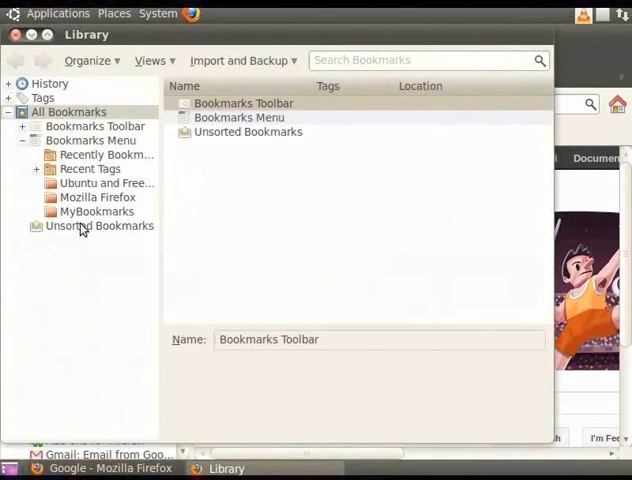 Applications Places System
Library
Organize Views Import and Backup Search Bookmarks
History
Tags
All Bookmarks
Bookmarks Toolbar
Bookmarks Menu
Recently Bookm...
Recent Tags
Ubuntu and Free...
Mozilla Firefox
MyBookmarks
Unsorted Bookmarks
Name Tags Location
Bookmarks Toolbar
Bookmarks Menu
Unsorted Bookmarks
Name: Bookmarks Toolbar
Documen
I'm Fee
Gmail: Email from Goo...
Google - Mozilla Firefox Library